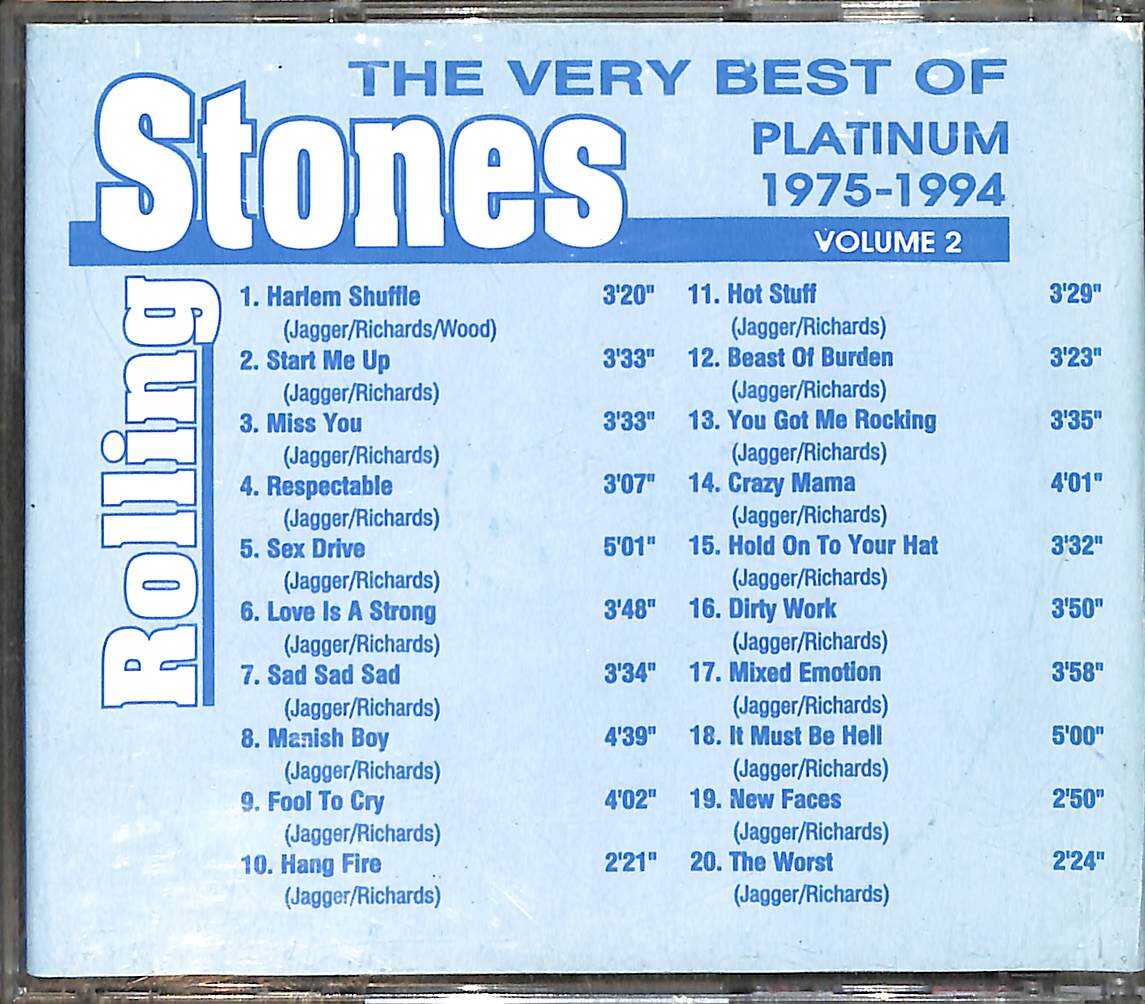 THE VERY BEST OF
Rolling
Stones
PLATINUM
1975-1994
VOLUME 2
1. Harlem Shuffle 3'20"
(Jagger/Richards/Wood)
2. Start Me Up 3'33"
(Jagger/Richards)
3. Miss You 3'33"
(Jagger/Richards)
4. Respectable 3'07"
(Jagger/Richards)
5. Sex Drive 5'01"
(Jagger/Richards)
6. Love Is A Strong 3'48"
(Jagger/Richards)
7. Sad Sad Sad 3'34"
(Jagger/Richards)
8. Manish Boy 4'39"
(Jagger/Richards)
9. Fool To Cry 4'02"
(Jagger/Richards)
10. Hang Fire 2'21"
(Jagger/Richards)
11. Hot Stuff 3'29"
(Jagger/Richards)
12. Beast Of Burden 3'23"
(Jagger/Richards)
13. You Got Me Rocking 3'35"
(Jagger/Richards)
14. Crazy Mama 4'01"
(Jagger/Richards)
15. Hold On To Your Hat 3'32"
(Jagger/Richards)
16. Dirty Work 3'50"
(Jagger/Richards)
17. Mixed Emotion 3'58"
(Jagger/Richards)
18. It Must Be Hell 5'00"
(Jagger/Richards)
19. New Faces 2'50"
(Jagger/Richards)
20. The Worst 2'24"
(Jagger/Richards)